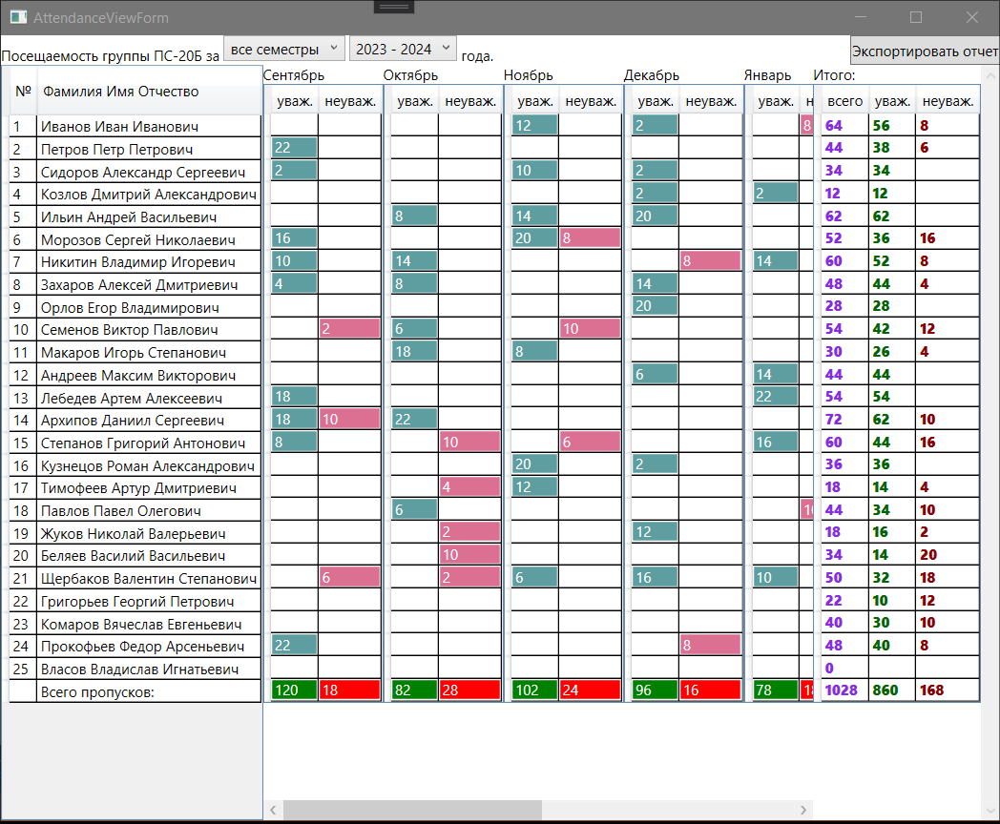 AttendanceViewForm
Посещаемость группы ПС-20Б за все семестры 2023 - 2024 года. Экспортировать отчет
Сентябрь Октябрь Ноябрь Декабрь Январь Итого:
№ Фамилия Имя Отчество уваж. неуваж. уваж. неуваж. уваж. неуваж. уваж. неуваж. уваж. н всего уваж. неуваж.
1 Иванов Иван Иванович 12 2 8 64 56 8
2 Петров Петр Петрович 22 44 38 6
3 Сидоров Александр Сергеевич 2 10 2 34 34
4 Козлов Дмитрий Александрович 2 2 12 12
5 Ильин Андрей Васильевич 8 14 20 62 62
6 Морозов Сергей Николаевич 16 20 8 52 36 16
7 Никитин Владимир Игоревич 10 14 8 14 60 52 8
8 Захаров Алексей Дмитриевич 4 8 14 48 44 4
9 Орлов Егор Владимирович 20 28 28
10 Семенов Виктор Павлович 2 6 10 54 42 12
11 Макаров Игорь Степанович 18 8 30 26 4
12 Андреев Максим Викторович 6 14 44 44
13 Лебедев Артем Алексеевич 18 22 54 54
14 Архипов Даниил Сергеевич 18 10 22 72 62 10
15 Степанов Григорий Антонович 8 10 6 16 60 44 16
16 Кузнецов Роман Александрович 20 2 36 36
17 Тимофеев Артур Дмитриевич 4 12 18 14 4
18 Павлов Павел Олегович 6 44 34 10
19 Жуков Николай Валерьевич 2 12 18 16 2
20 Беляев Василий Васильевич 10 34 14 20
21 Щербаков Валентин Степанович 6 2 6 16 10 50 32 18
22 Григорьев Георгий Петрович 22 10 12
23 Комаров Вячеслав Евгеньевич 40 30 10
24 Прокофьев Федор Арсеньевич 22 8 48 40 8
25 Власов Владислав Игнатьевич 0
Всего пропусков: 120 18 82 28 102 24 96 16 78 1028 860 168